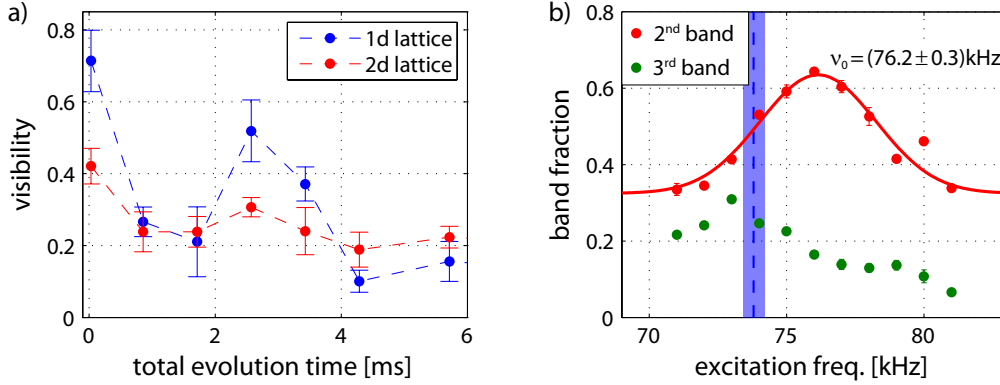 a)
1d lattice
2d lattice
visibility
0.8
0.6
0.4
0.2
0
0
2
4
6
total evolution time [ms]
b)
2nd band
3rd band
ν0 = (76.2 ± 0.3)kHz
band fraction
0.8
0.6
0.4
0.2
0
70
75
80
excitation freq. [kHz]